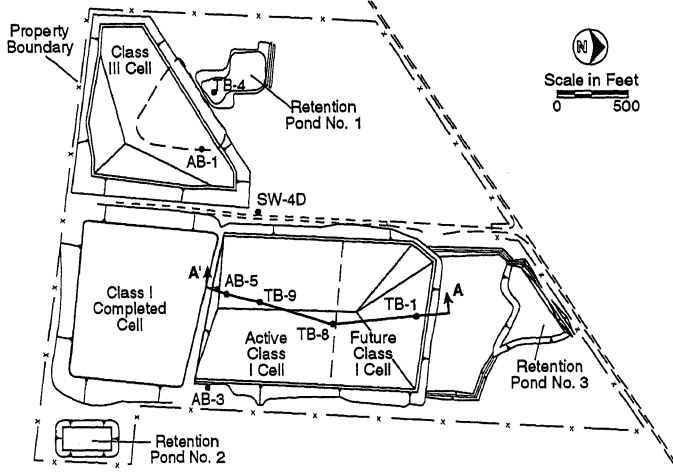 Property
Boundary
Class
III Cell
TB-4
Retention
Pond No. 1
N
Scale in Feet
0 500
AB-1
SW-4D
A'
AB-5
TB-9
TB-1
A
Class I
Completed
Cell
TB-8
Active
Class
I Cell
Future
Class
I Cell
Retention
Pond No. 3
AB-3
Retention
Pond No. 2